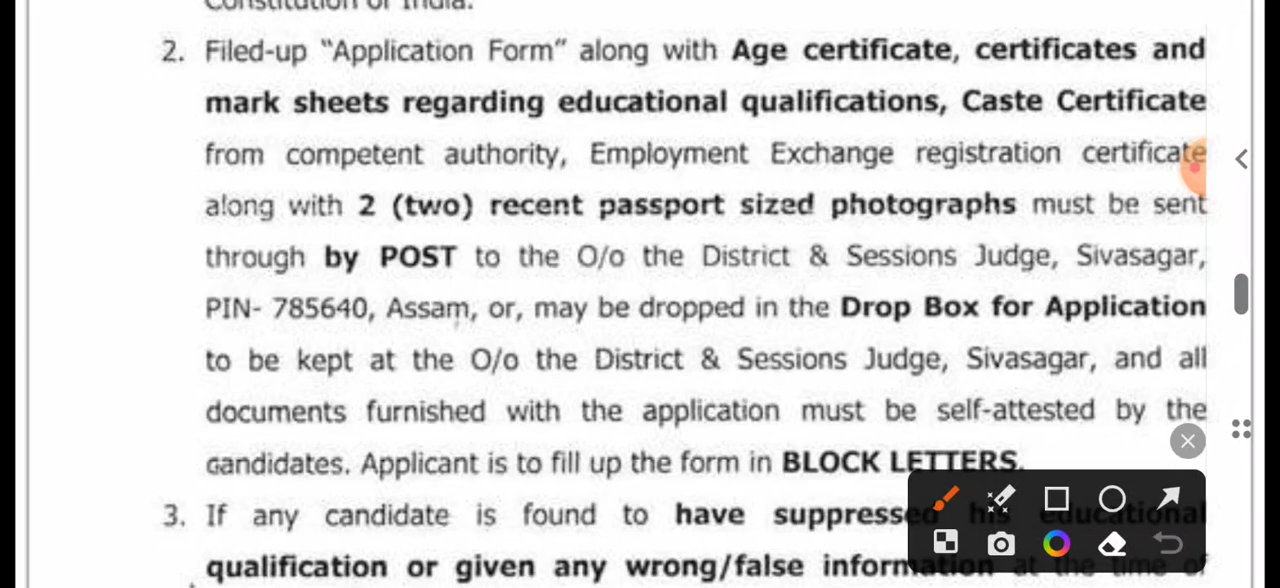 Constitution of India.
2. Filed-up “Application Form” along with Age certificate, certificates and
mark sheets regarding educational qualifications, Caste Certificate
from competent authority, Employment Exchange registration certificate
along with 2 (two) recent passport sized photographs must be sent
through by POST to the O/o the District & Sessions Judge, Sivasagar,
PIN- 785640, Assam, or, may be dropped in the Drop Box for Application
to be kept at the O/o the District & Sessions Judge, Sivasagar, and all
documents furnished with the application must be self-attested by the
candidates. Applicant is to fill up the form in BLOCK LETTERS.
3. If any candidate is found to have suppressed his educational
qualification or given any wrong/false information at the time of